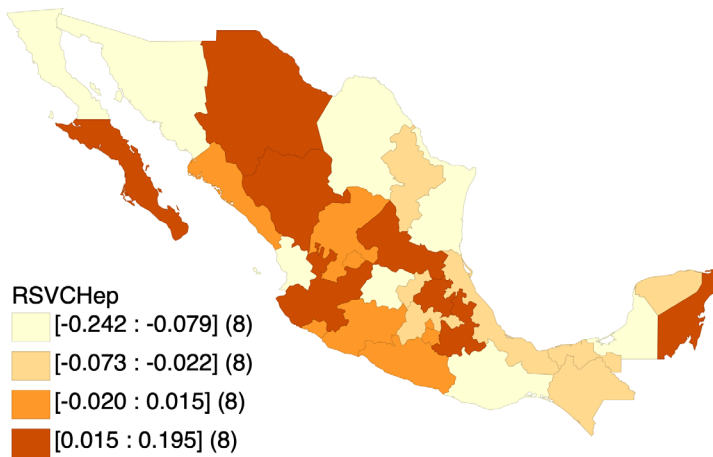 RSVCHep
[-0.242 : -0.079] (8)
[-0.073 : -0.022] (8)
[-0.020 : 0.015] (8)
[0.015 : 0.195] (8)